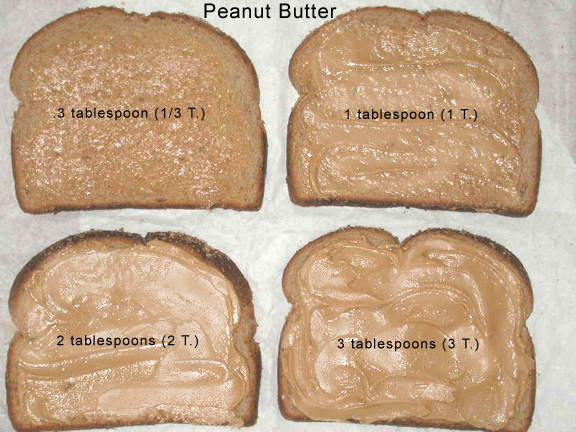 Peanut Butter
.3 tablespoon (1/3 T.)
1 tablespoon (1 T.)
2 tablespoons (2 T.)
3 tablespoons (3 T.)